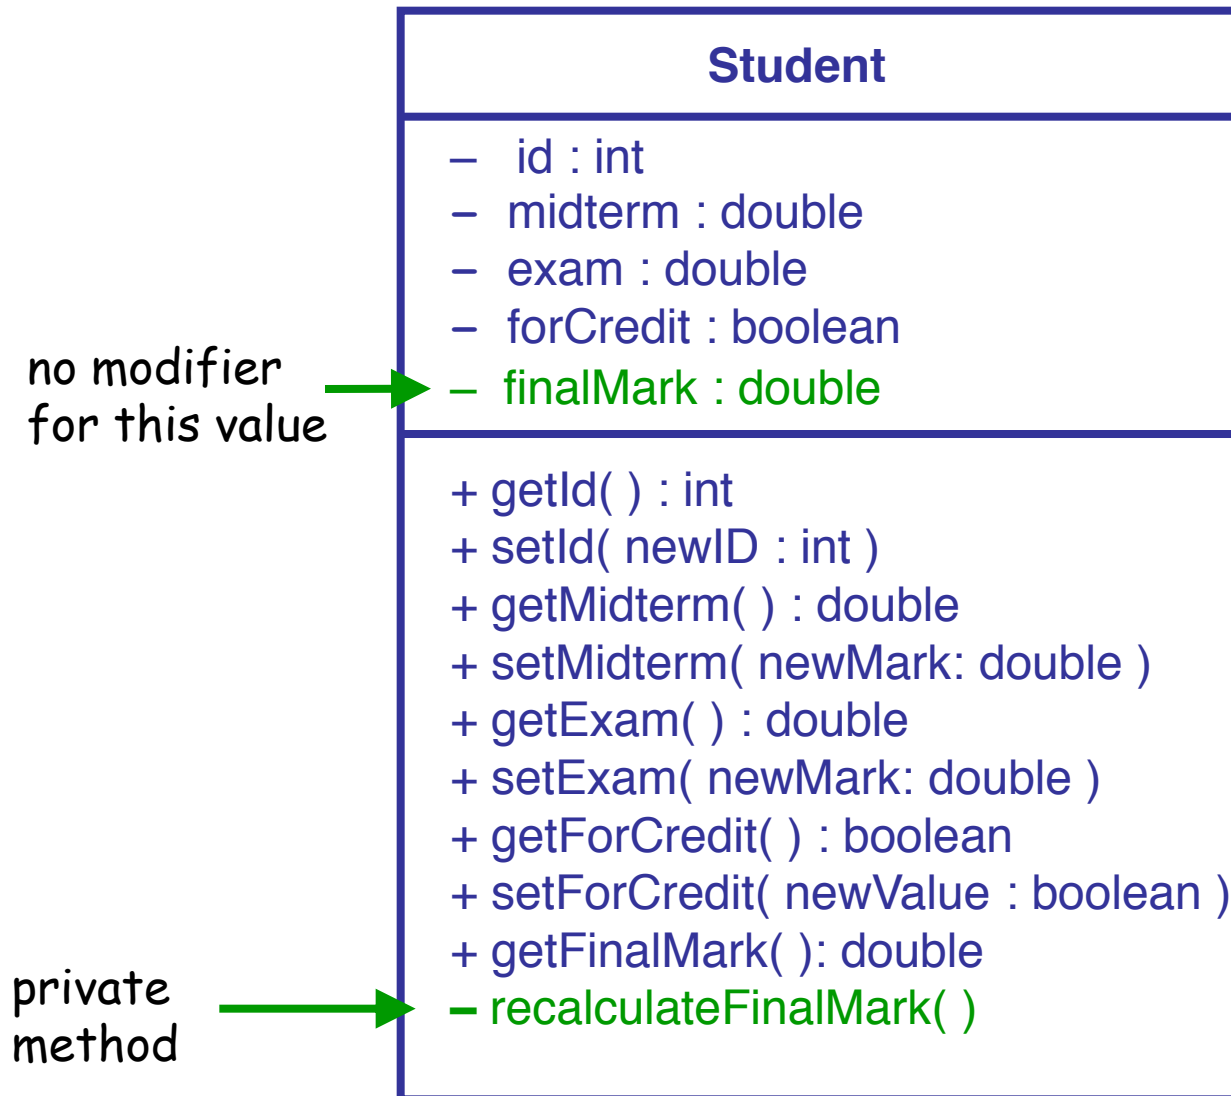 Student
– id : int
– midterm : double
– exam : double
– forCredit : boolean
no modifier
for this value
– finalMark : double
+ getId( ) : int
+ setId( newID : int )
+ getMidterm( ) : double
+ setMidterm( newMark: double )
+ getExam( ) : double
+ setExam( newMark: double )
+ getForCredit( ) : boolean
+ setForCredit( newValue : boolean )
+ getFinalMark( ): double
private
method
– recalculateFinalMark( )